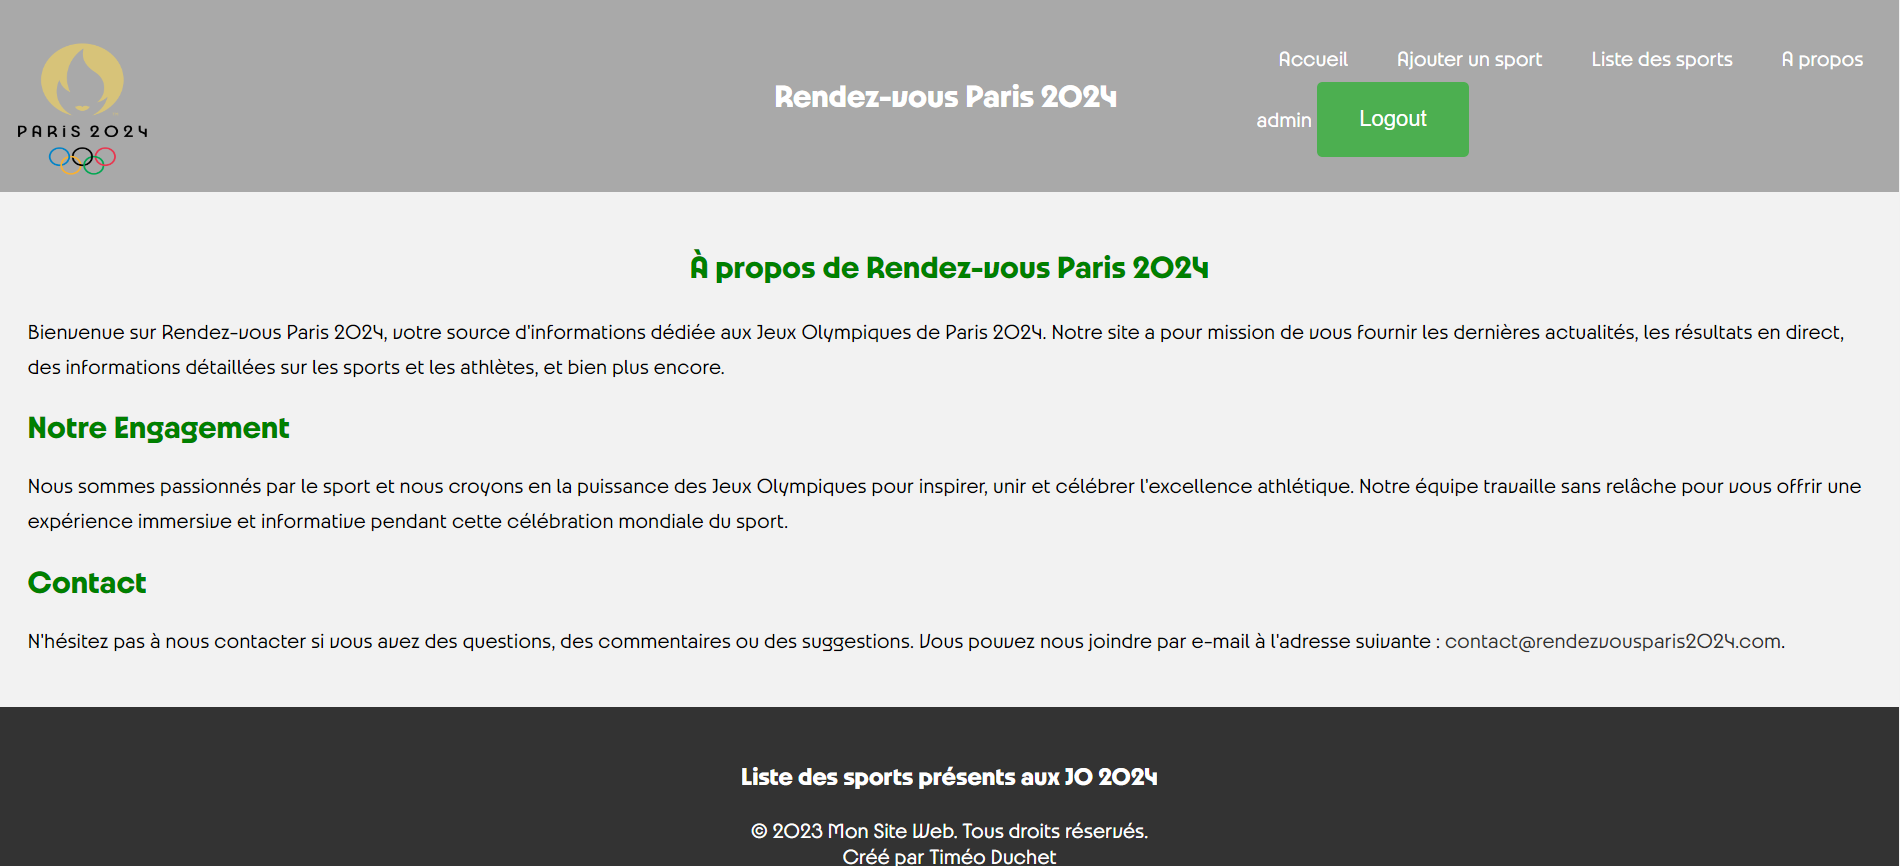 PARIS 2024
Rendez-vous Paris 2024
Accueil Ajouter un sport Liste des sports A propos
admin Logout
À propos de Rendez-vous Paris 2024
Bienvenue sur Rendez-vous Paris 2024, votre source d'informations dédiée aux Jeux Olympiques de Paris 2024. Notre site a pour mission de vous fournir les dernières actualités, les résultats en direct,
des informations détaillées sur les sports et les athlètes, et bien plus encore.
Notre Engagement
Nous sommes passionnés par le sport et nous croyons en la puissance des Jeux Olympiques pour inspirer, unir et célébrer l'excellence athlétique. Notre équipe travaille sans relâche pour vous offrir une
expérience immersive et informative pendant cette célébration mondiale du sport.
Contact
N'hésitez pas à nous contacter si vous avez des questions, des commentaires ou des suggestions. Vous pouvez nous joindre par e-mail à l'adresse suivante : contact@rendezvousparis2024.com.
Liste des sports présents aux JO 2024
© 2023 Mon Site Web. Tous droits réservés.
Créé par Timéo Duchet